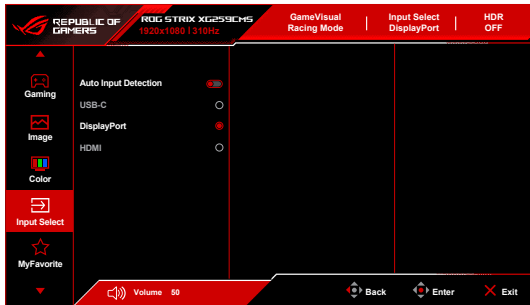 REPUBLIC OF
GAMERS
ROG STRIX XG259CMS
1920x1080 | 310Hz
GameVisual
Racing Mode
Input Select
DisplayPort
HDR
OFF
Gaming
Image
Color
Input Select
MyFavorite
Auto Input Detection
USB-C
DisplayPort
HDMI
Volume 50
Back
Enter
Exit